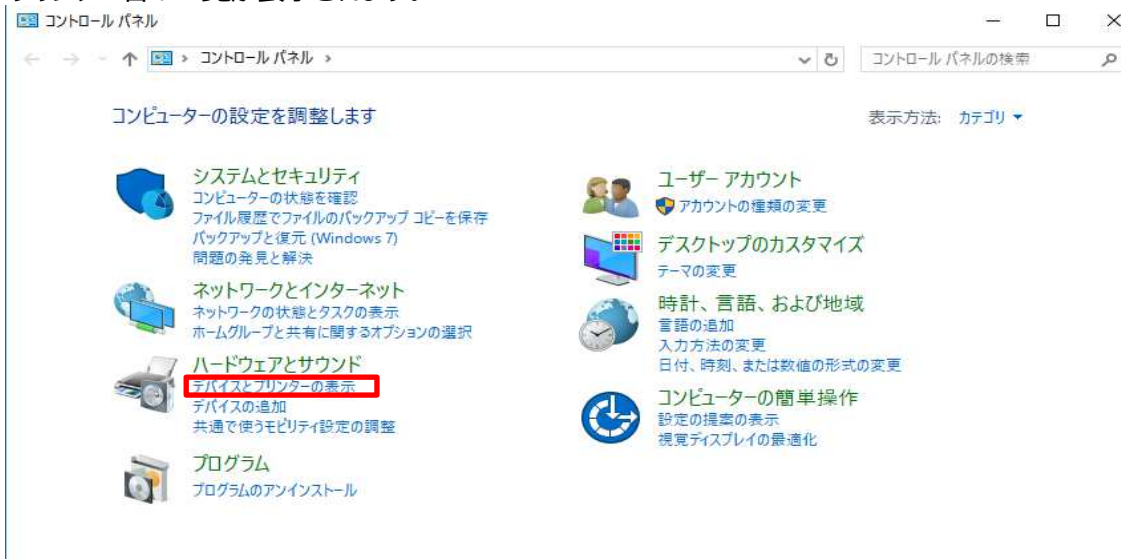 コントロール パネル
コントロール パネル
コントロール パネルの検索
コンピューターの設定を調整します
表示方法: カテゴリ
システムとセキュリティ
コンピューターの状態を確認
ファイル履歴でファイルのバックアップ コピーを保存
バックアップと復元 (Windows 7)
問題の発見と解決
ネットワークとインターネット
ネットワークの状態とタスクの表示
ホームグループと共有に関するオプションの選択
ハードウェアとサウンド
デバイスとプリンターの表示
デバイスの追加
共通で使うモビリティ設定の調整
プログラム
プログラムのアンインストール
ユーザー アカウント
アカウントの種類の変更
デスクトップのカスタマイズ
テーマの変更
時計、言語、および地域
言語の追加
入力方法の変更
日付、時刻、または数値の形式の変更
コンピューターの簡単操作
設定の提案の表示
視覚ディスプレイの最適化